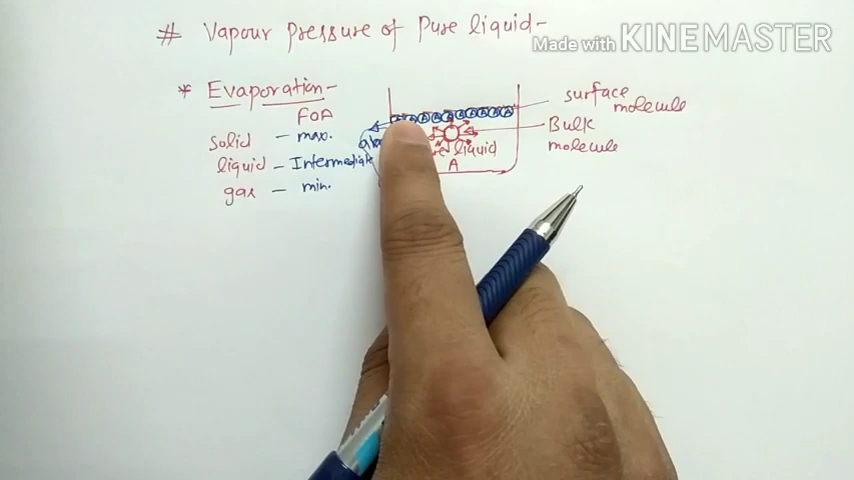 # Vapour Pressure of Pure liquid-
Made with KINEMASTER
* Evaporation-
FOA
solid - max.
liquid - Intermediate
gas - min.
A A A A A A A A A
surface molecule
Bulk molecule
liquid
A